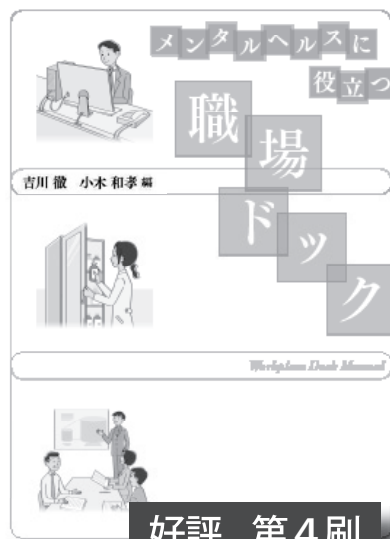 メンタルヘルスに
役立つ
職場
ドック
吉川 徹 小木 和孝 編
Workplace Dock Manual
好評 第4刷